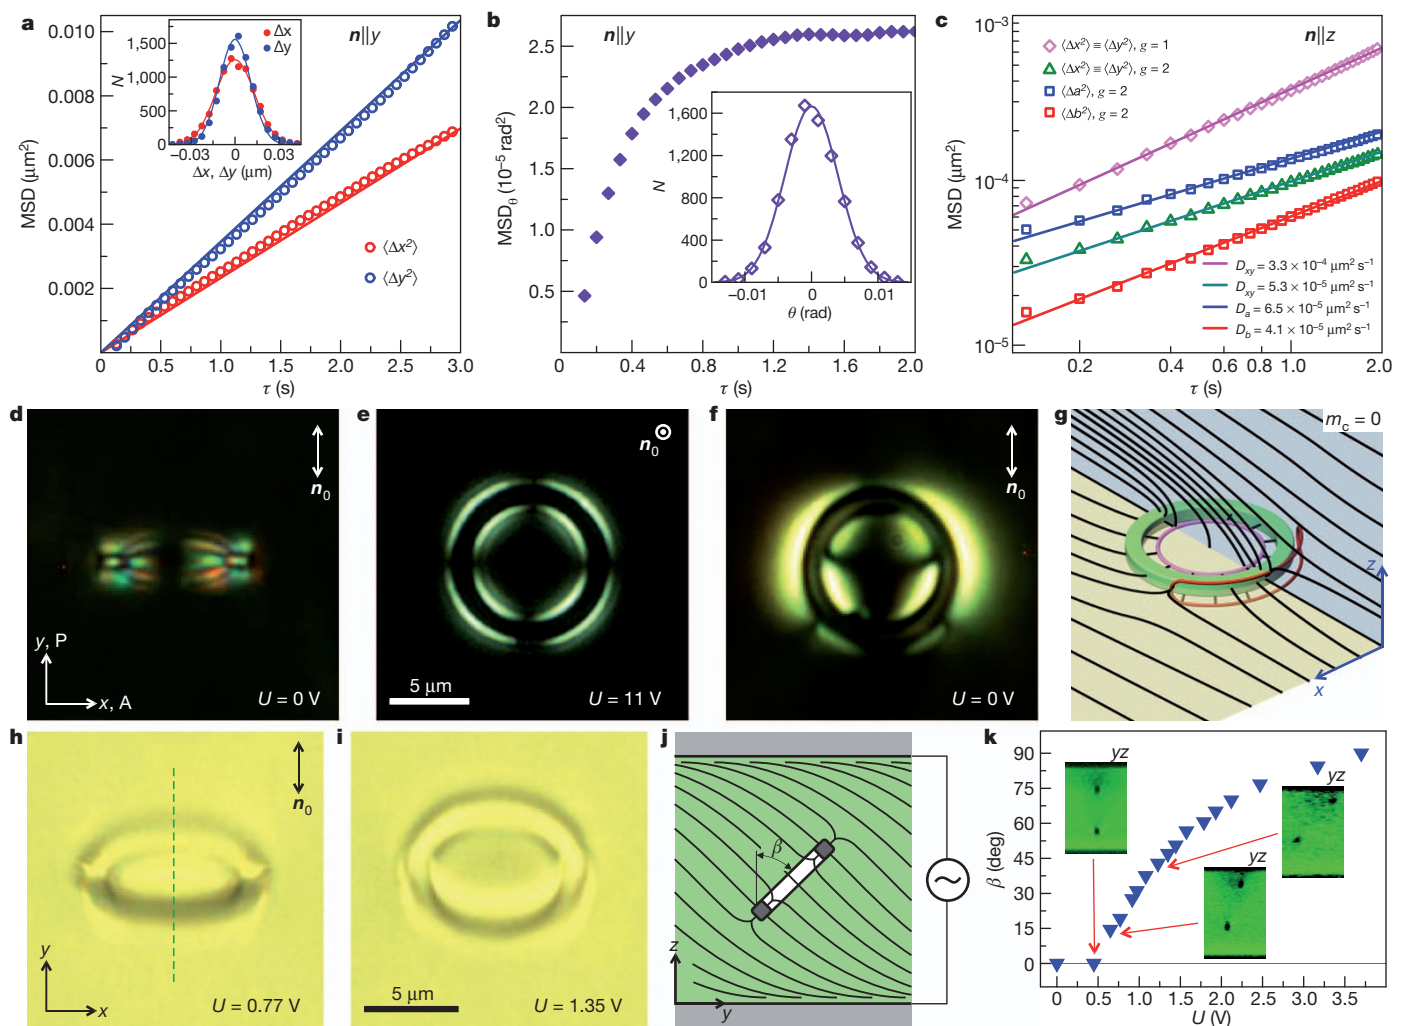 a
n||y
0.010
0.008
0.006
0.004
0.002
0
MSD (μm²)
0 0.5 1.0 1.5 2.0 2.5 3.0
τ (s)
1,500
1,000
500
0
N
−0.03 0 0.03
Δx, Δy (μm)
Δx
Δy
⟨Δx²⟩
⟨Δy²⟩
b
n||y
2.5
2.0
1.5
1.0
0.5
MSDθ (10⁻⁵ rad²)
0 0.4 0.8 1.2 1.6 2.0
τ (s)
1,600
1,200
800
400
0
N
−0.01 0 0.01
θ (rad)
c
n||z
10⁻³
10⁻⁴
10⁻⁵
MSD (μm²)
0.2 0.4 0.6 0.8 1.0 2.0
τ (s)
⟨Δx²⟩ ≡ ⟨Δy²⟩, g = 1
⟨Δx²⟩ ≡ ⟨Δy²⟩, g = 2
⟨Δa²⟩, g = 2
⟨Δb²⟩, g = 2
Dxy = 3.3 × 10⁻⁴ μm² s⁻¹
Dxy = 5.3 × 10⁻⁵ μm² s⁻¹
Da = 6.5 × 10⁻⁵ μm² s⁻¹
Db = 4.1 × 10⁻⁵ μm² s⁻¹
d
n₀
y, P
x, A
U = 0 V
e
n₀
5 μm
U = 11 V
f
n₀
U = 0 V
g
mc = 0
z
x
h
n₀
y
x
U = 0.77 V
i
5 μm
U = 1.35 V
j
β
z
y
~
k
90
75
60
45
30
15
0
β (deg)
0 0.5 1.0 1.5 2.0 2.5 3.0 3.5
U (V)
yz
yz
yz